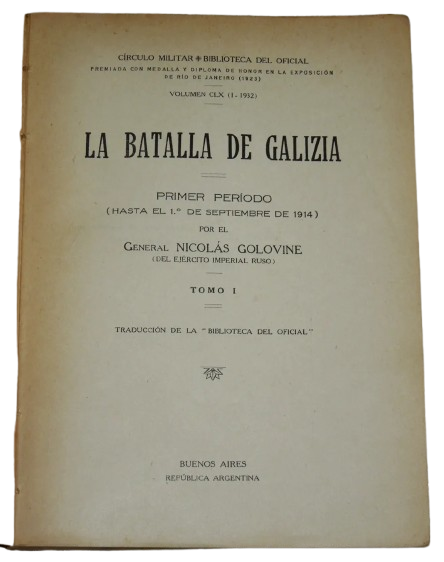 CÍRCULO MILITAR ✦ BIBLIOTECA DEL OFICIAL
PREMIADA CON MEDALLA Y DIPLOMA DE HONOR EN LA EXPOSICIÓN
DE RÍO DE JANEIRO (1923)
VOLUMEN CLX (1 - 1932)
LA BATALLA DE GALIZIA
PRIMER PERÍODO
(HASTA EL 1.º DE SEPTIEMBRE DE 1914)
POR EL
GENERAL NICOLÁS GOLOVINE
(DEL EJÉRCITO IMPERIAL RUSO)
TOMO I
TRADUCCIÓN DE LA "BIBLIOTECA DEL OFICIAL"
BUENOS AIRES
REPÚBLICA ARGENTINA